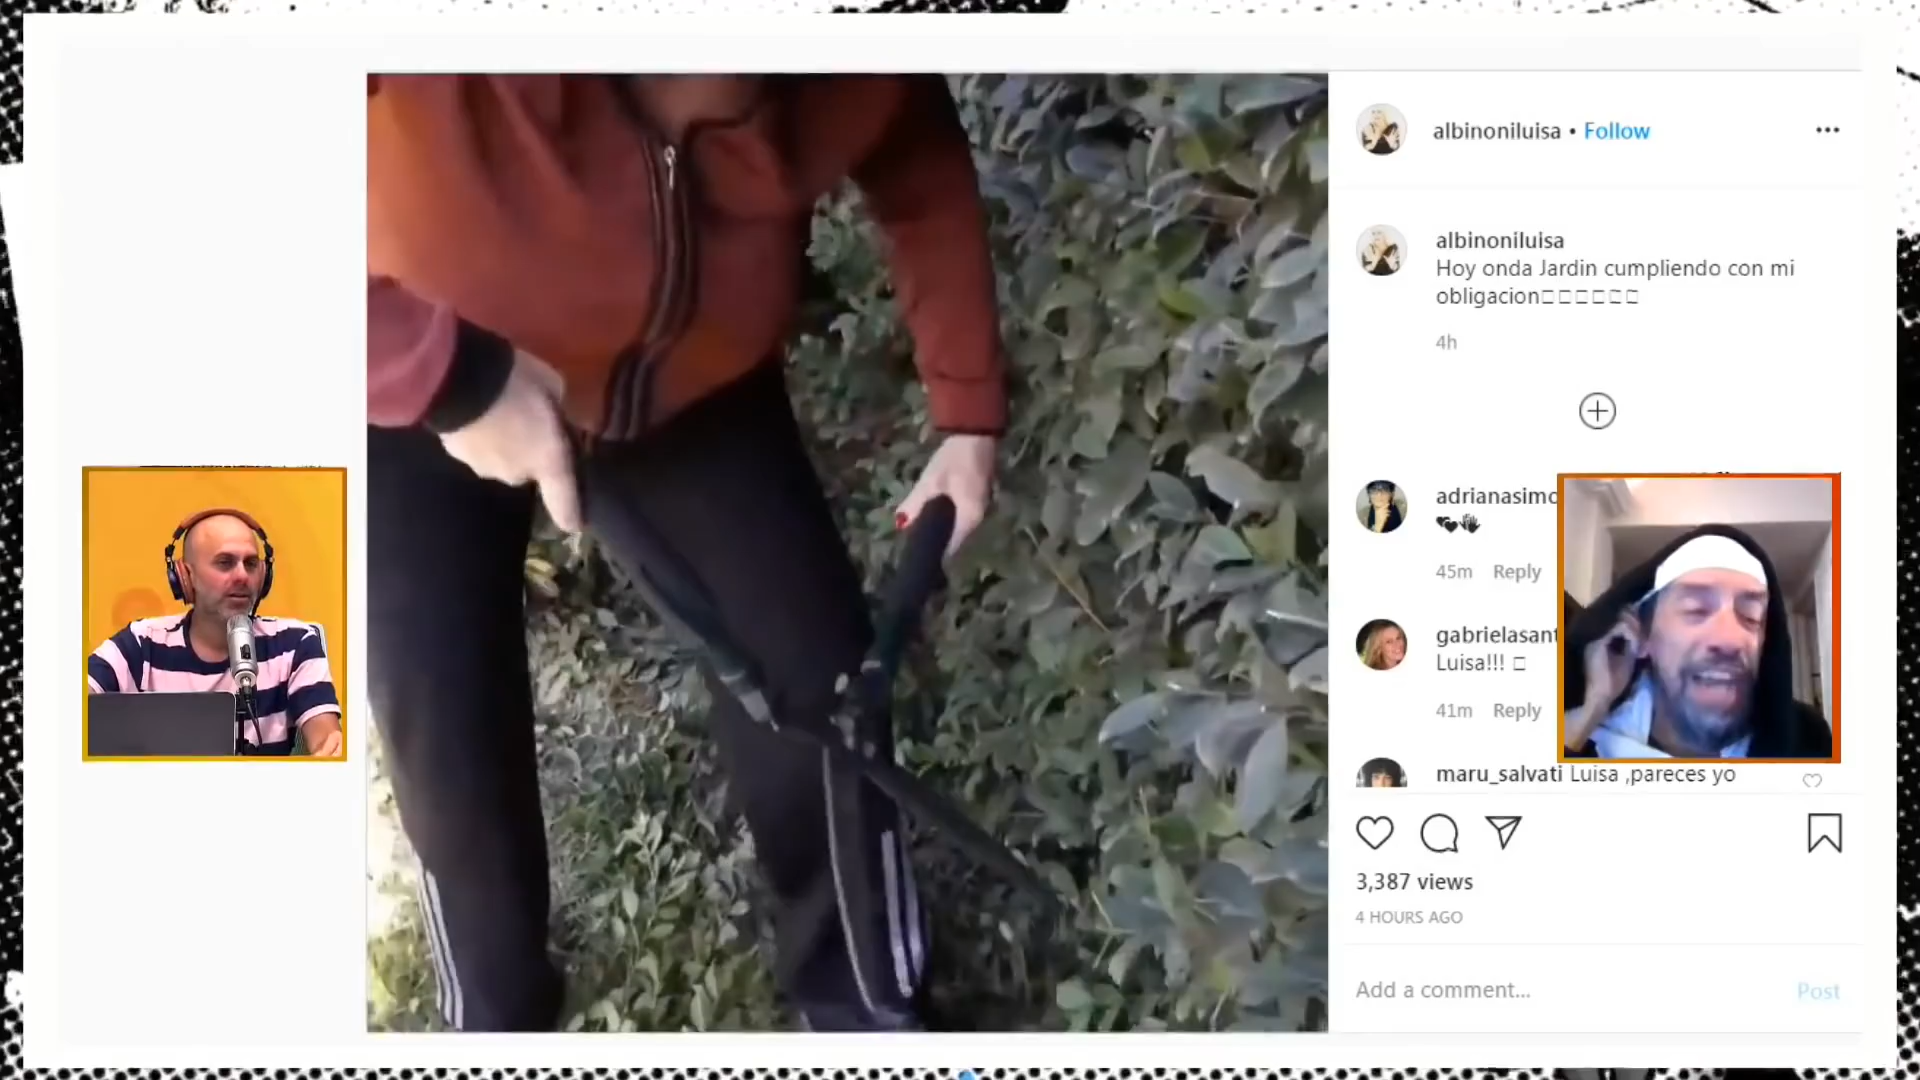 albinoniluisa • Follow
albinoniluisa
Hoy onda Jardin cumpliendo con mi
obligacion
4h
adrianasimo
45m Reply
gabrielasant
Luisa!!!
41m Reply
maru_salvati Luisa ,pareces yo
3,387 views
4 HOURS AGO
Add a comment...
Post